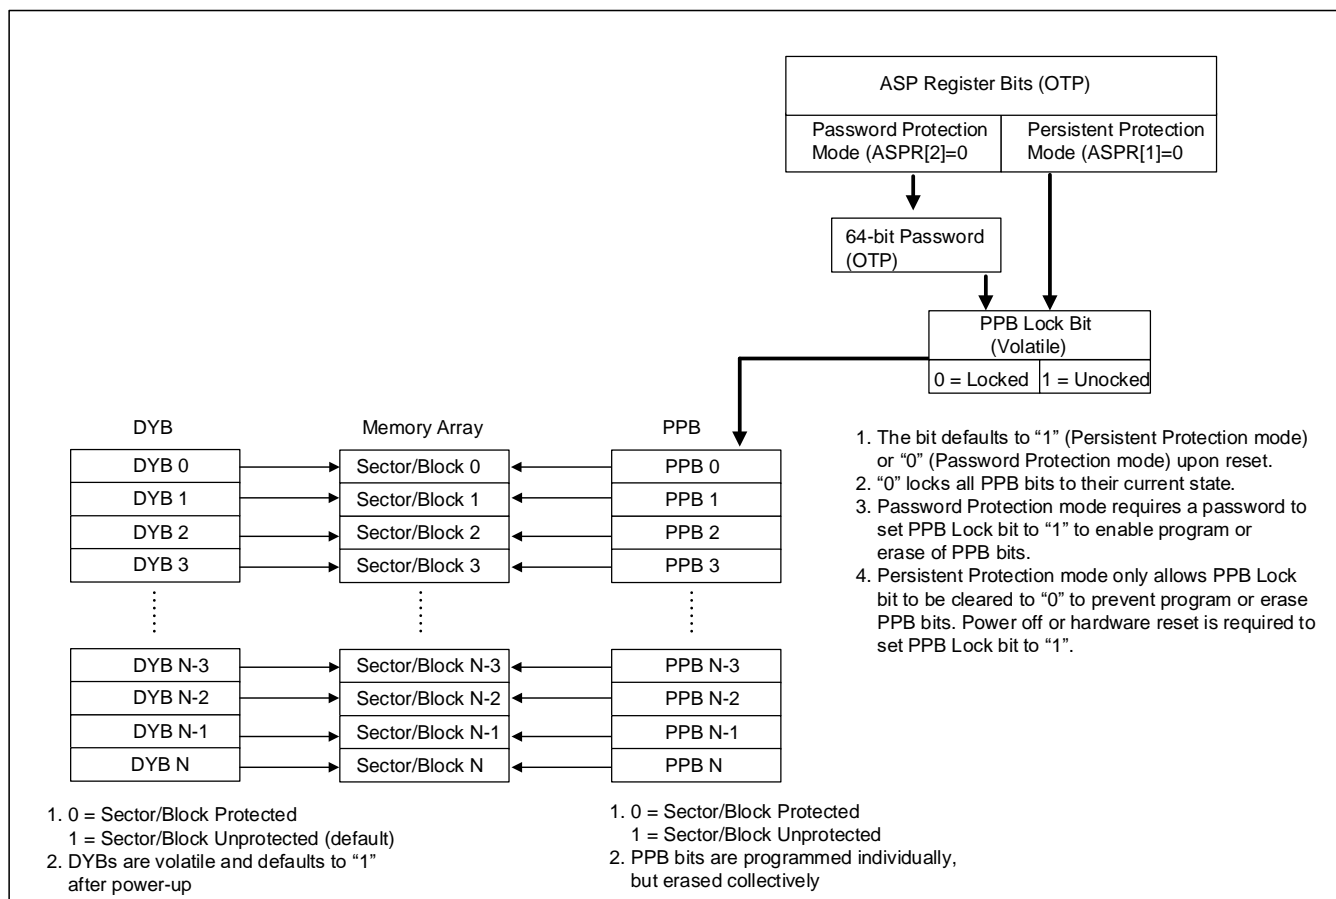 ASP Register Bits (OTP)
Password Protection
Mode (ASPR[2]=0
Persistent Protection
Mode (ASPR[1]=0
64-bit Password
(OTP)
PPB Lock Bit
(Volatile)
0 = Locked
1 = Unocked
1. The bit defaults to “1” (Persistent Protection mode)
or “0” (Password Protection mode) upon reset.
2. “0” locks all PPB bits to their current state.
3. Password Protection mode requires a password to
set PPB Lock bit to “1” to enable program or
erase of PPB bits.
4. Persistent Protection mode only allows PPB Lock
bit to be cleared to “0” to prevent program or erase
PPB bits. Power off or hardware reset is required to
set PPB Lock bit to “1”.
DYB
Memory Array
PPB
DYB 0
Sector/Block 0
PPB 0
DYB 1
Sector/Block 1
PPB 1
DYB 2
Sector/Block 2
PPB 2
DYB 3
Sector/Block 3
PPB 3
DYB N-3
Sector/Block N-3
PPB N-3
DYB N-2
Sector/Block N-2
PPB N-2
DYB N-1
Sector/Block N-1
PPB N-1
DYB N
Sector/Block N
PPB N
1. 0 = Sector/Block Protected
1 = Sector/Block Unprotected (default)
2. DYBs are volatile and defaults to “1”
after power-up
1. 0 = Sector/Block Protected
1 = Sector/Block Unprotected
2. PPB bits are programmed individually,
but erased collectively